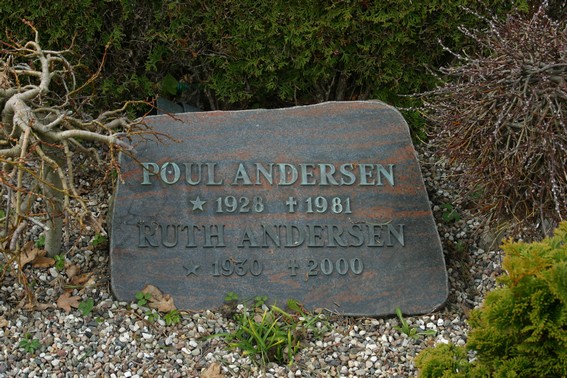 POUL ANDERSEN
★ 1928 ✝ 1981
RUTH ANDERSEN
★ 1930 ✝ 2000